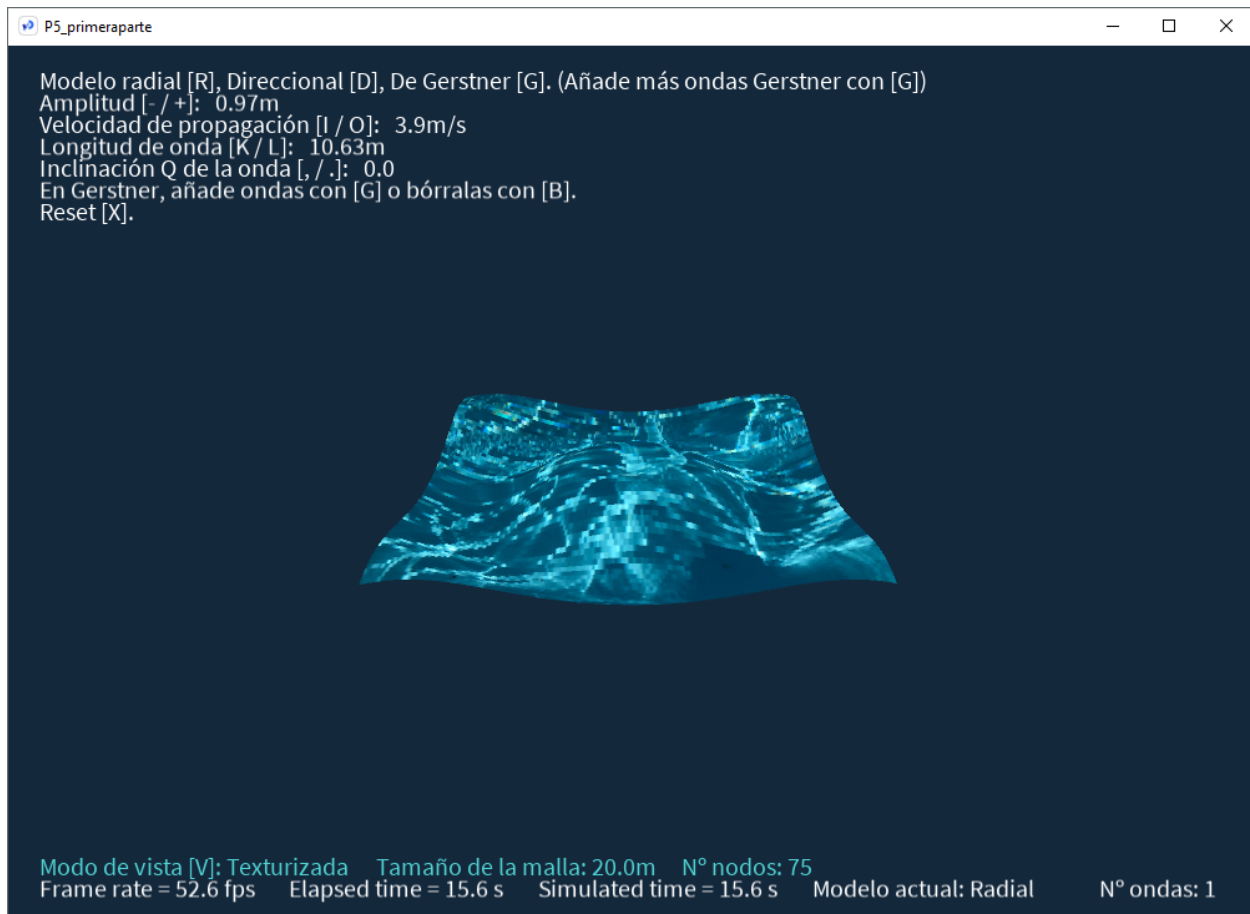 P5_primeraparte
Modelo radial [R], Direccional [D], De Gerstner [G]. (Añade más ondas Gerstner con [G])
Amplitud [- / +]: 0.97m
Velocidad de propagación [I / O]: 3.9m/s
Longitud de onda [K / L]: 10.63m
Inclinación Q de la onda [, / .]: 0.0
En Gerstner, añade ondas con [G] o bórralas con [B].
Reset [X].
Modo de vista [V]: Texturizada Tamaño de la malla: 20.0m Nº nodos: 75
Frame rate = 52.6 fps Elapsed time = 15.6 s Simulated time = 15.6 s Modelo actual: Radial Nº ondas: 1